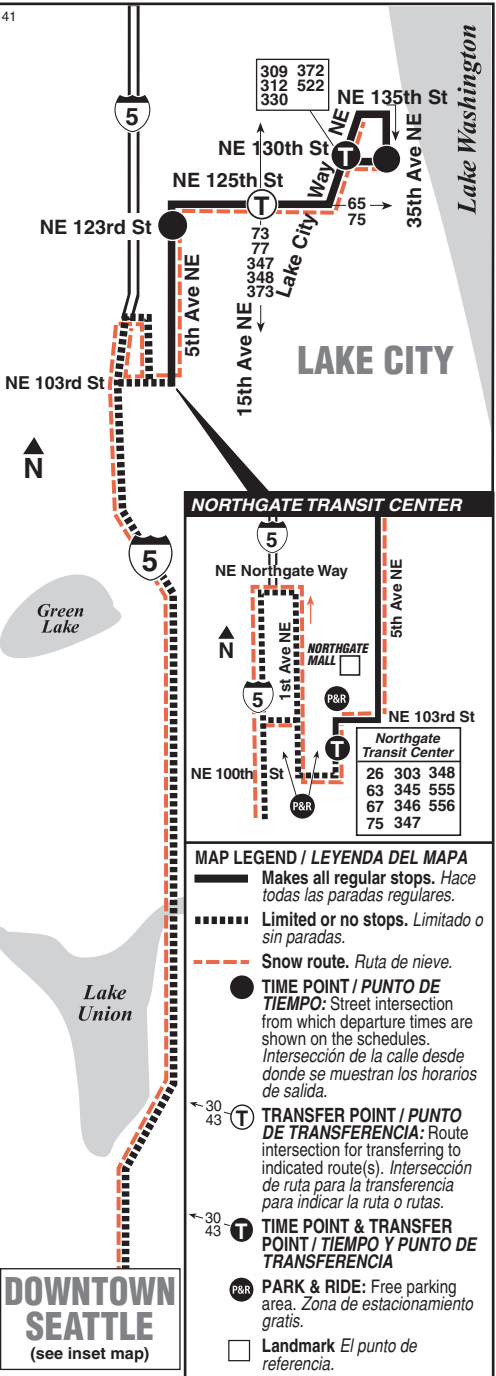 41
5
309 372
312 522
330
NE 135th St
Lake Washington
NE 130th St
Lake City Way NE
35th Ave NE
NE 125th St
65
75
NE 123rd St
73
77
347
348
373
5th Ave NE
15th Ave NE
LAKE CITY
NE 103rd St
N
5
Green
Lake
Lake
Union
DOWNTOWN
SEATTLE
(see inset map)
NORTHGATE TRANSIT CENTER
5
NE Northgate Way
5th Ave NE
1st Ave NE
N
NORTHGATE
MALL
5
P&R
NE 103rd St
T
Northgate
Transit Center
26 303 348
63 345 555
67 346 556
75 347
NE 100th St
P&R
MAP LEGEND / LEYENDA DEL MAPA
Makes all regular stops. Hace
todas las paradas regulares.
Limited or no stops. Limitado o
sin paradas.
Snow route. Ruta de nieve.
TIME POINT / PUNTO DE
TIEMPO: Street intersection
from which departure times are
shown on the schedules.
Intersección de la calle desde
donde se muestran los horarios
de salida.
30
43
T
TRANSFER POINT / PUNTO
DE TRANSFERENCIA: Route
intersection for transferring to
indicated route(s). Intersección
de ruta para la transferencia
para indicar la ruta o rutas.
30
43
T
TIME POINT & TRANSFER
POINT / TIEMPO Y PUNTO DE
TRANSFERENCIA
P&R
PARK & RIDE: Free parking
area. Zona de estacionamiento
gratis.
Landmark El punto de
referencia.